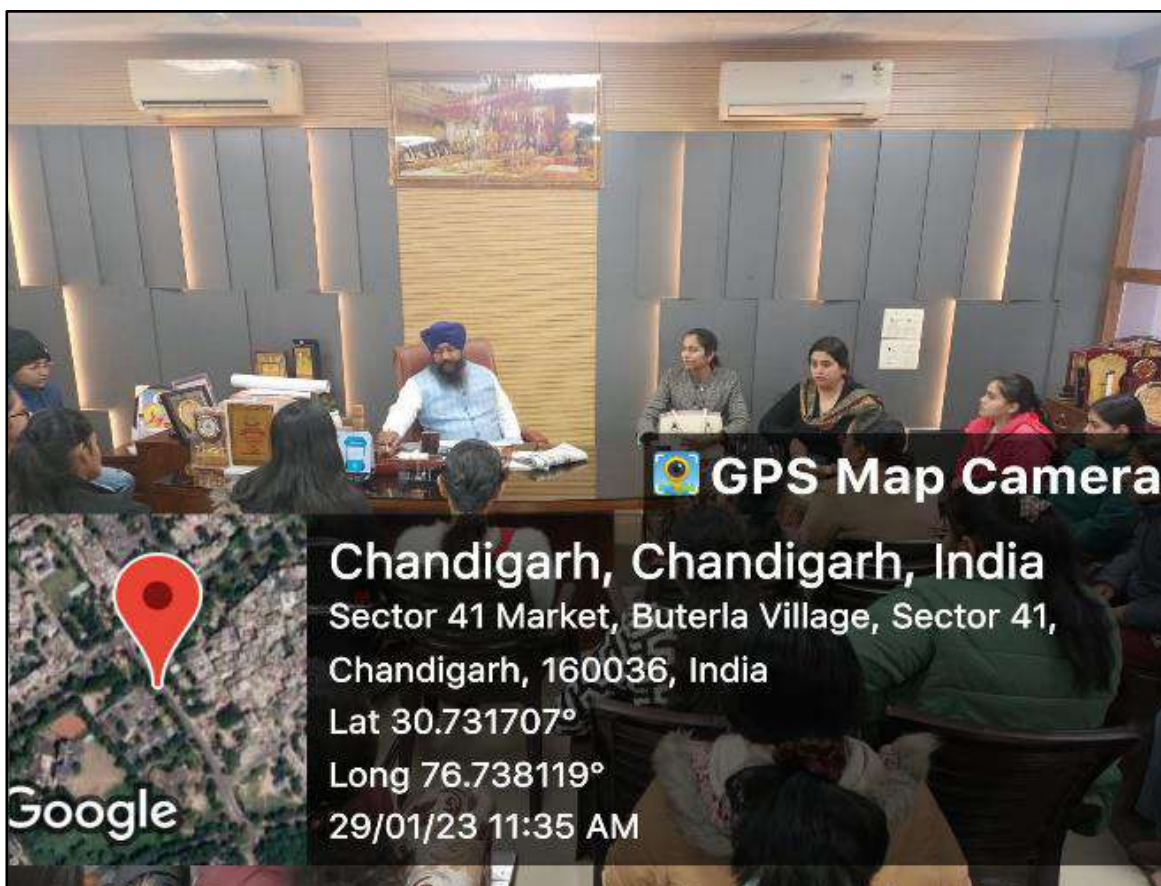 GPS Map Camera
Chandigarh, Chandigarh, India
Sector 41 Market, Buterla Village, Sector 41,
Chandigarh, 160036, India
Lat 30.731707°
Long 76.738119°
29/01/23 11:35 AM
Google